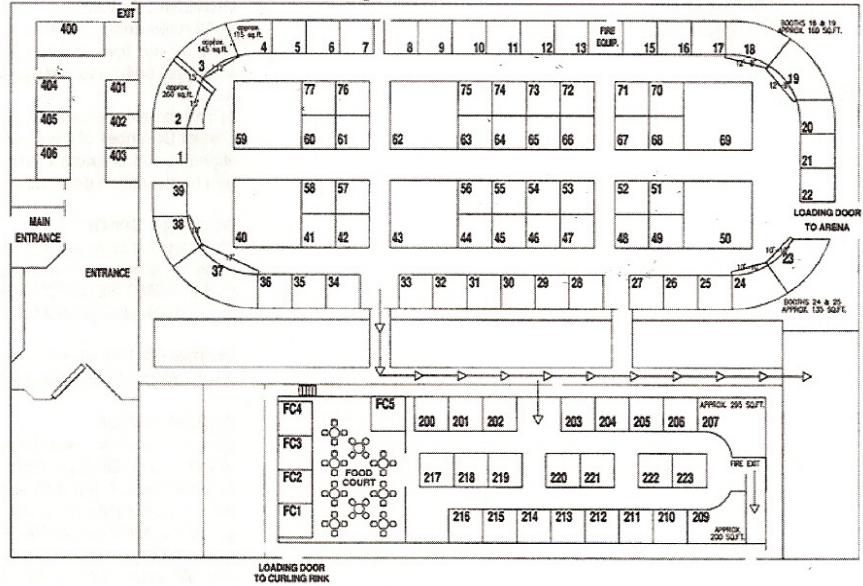 EXIT
400
404
401
405
402
406
403
MAIN
ENTRANCE
ENTRANCE
approx.
145 sq.ft.
approx.
115 sq.ft.
approx.
260 sq.ft.
3
2
1
39
38
37
4 5 6 7 8 9 10 11 12 13 FIRE
EQUIP. 15 16 17 18
BOOTHS 18 & 19
APPROX. 160 SQ.FT.
19
20
21
22
LOADING DOOR
TO ARENA
77 76 75 74 73 72 71 70
59 60 61 62 63 64 65 66 67 68 69
58 57 56 55 54 53 52 51
40 41 42 43 44 45 46 47 48 49 50
23
36 35 34 33 32 31 30 29 28 27 26 25 24
BOOTHS 24 & 25
APPROX. 135 SQ.FT.
FC4
FC3
FC2
FC1
FC5
FOOD
COURT
200 201 202 203 204 205 206 207
APPROX. 295 SQ.FT.
217 218 219 220 221 222 223
FIRE EXIT
216 215 214 213 212 211 210 209
APPROX.
200 SQ.FT.
LOADING DOOR
TO CURLING RINK